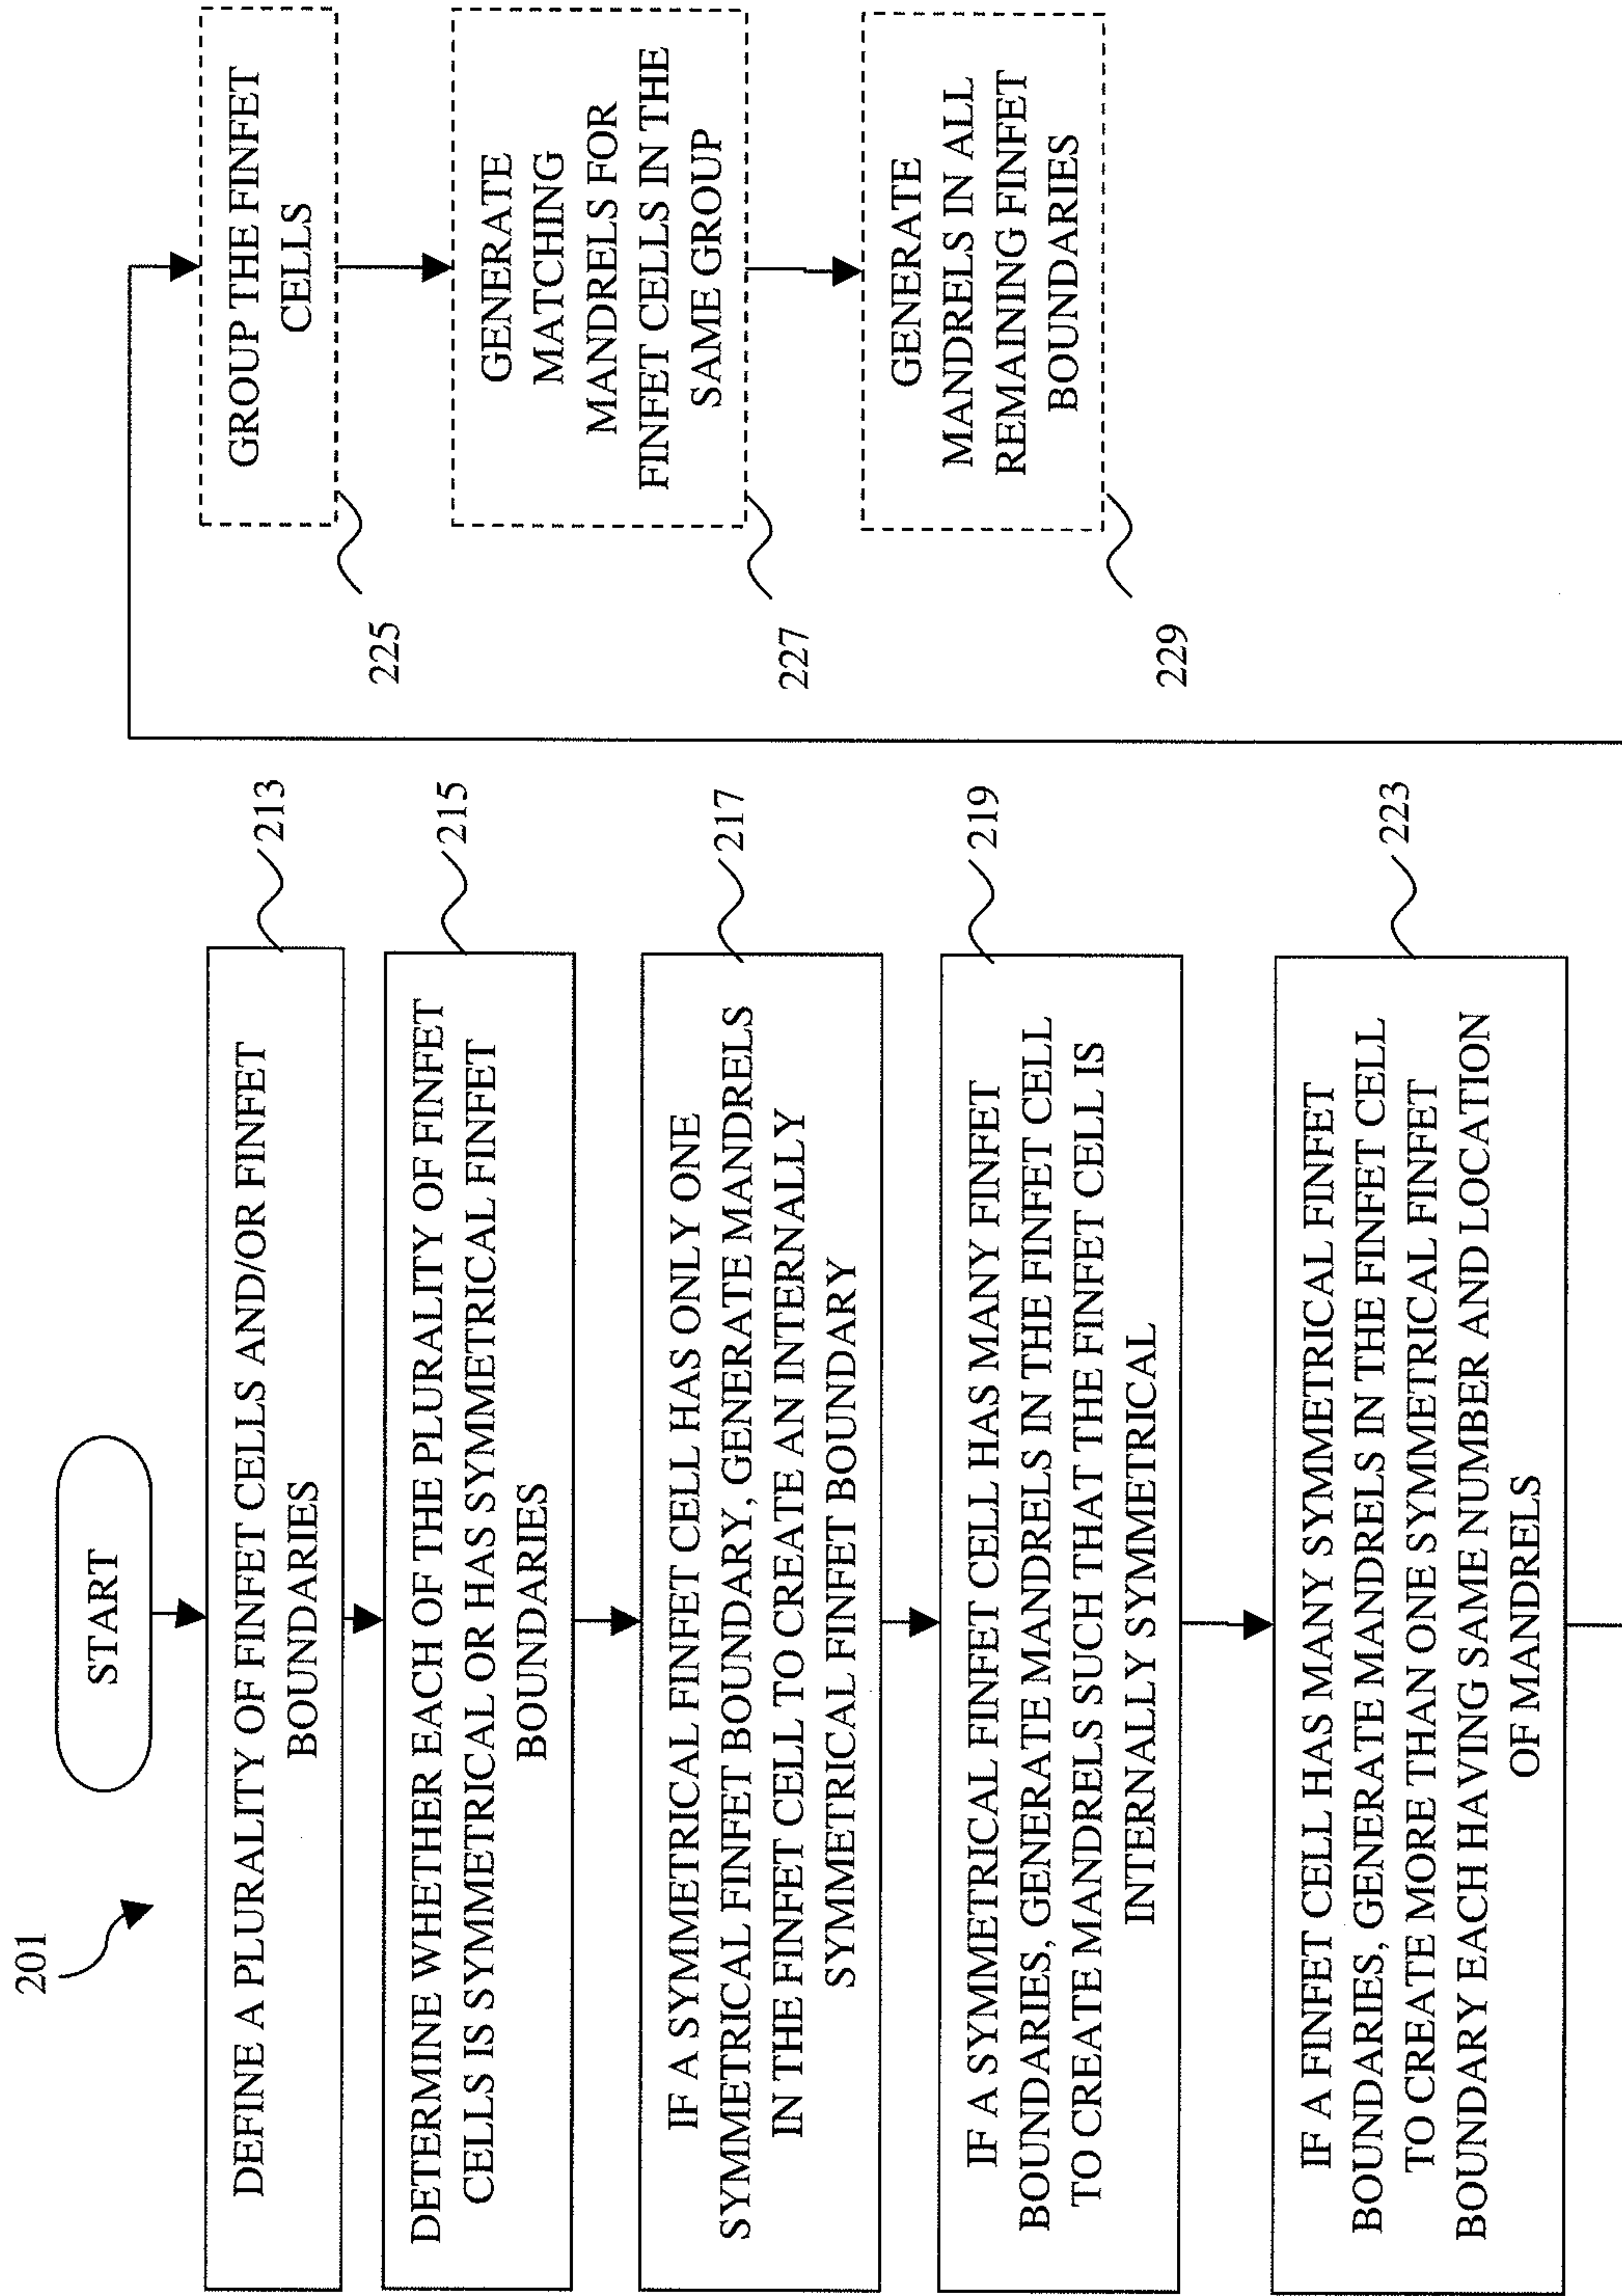 201
START
DEFINE A PLURALITY OF FINFET CELLS AND/OR FINFET
BOUNDARIES
213
DETERMINE WHETHER EACH OF THE PLURALITY OF FINFET
CELLS IS SYMMETRICAL OR HAS SYMMETRICAL FINFET
BOUNDARIES
215
IF A SYMMETRICAL FINFET CELL HAS ONLY ONE
SYMMETRICAL FINFET BOUNDARY, GENERATE MANDRELS
IN THE FINFET CELL TO CREATE AN INTERNALLY
SYMMETRICAL FINFET BOUNDARY
217
IF A SYMMETRICAL FINFET CELL HAS MANY FINFET
BOUNDARIES, GENERATE MANDRELS IN THE FINFET CELL
TO CREATE MANDRELS SUCH THAT THE FINFET CELL IS
INTERNALLY SYMMETRICAL
219
IF A FINFET CELL HAS MANY SYMMETRICAL FINFET
BOUNDARIES, GENERATE MANDRELS IN THE FINFET CELL
TO CREATE MORE THAN ONE SYMMETRICAL FINFET
BOUNDARY EACH HAVING SAME NUMBER AND LOCATION
OF MANDRELS
223
GROUP THE FINFET
CELLS
225
GENERATE
MATCHING
MANDRELS FOR
FINFET CELLS IN THE
SAME GROUP
227
GENERATE
MANDRELS IN ALL
REMAINING FINFET
BOUNDARIES
229